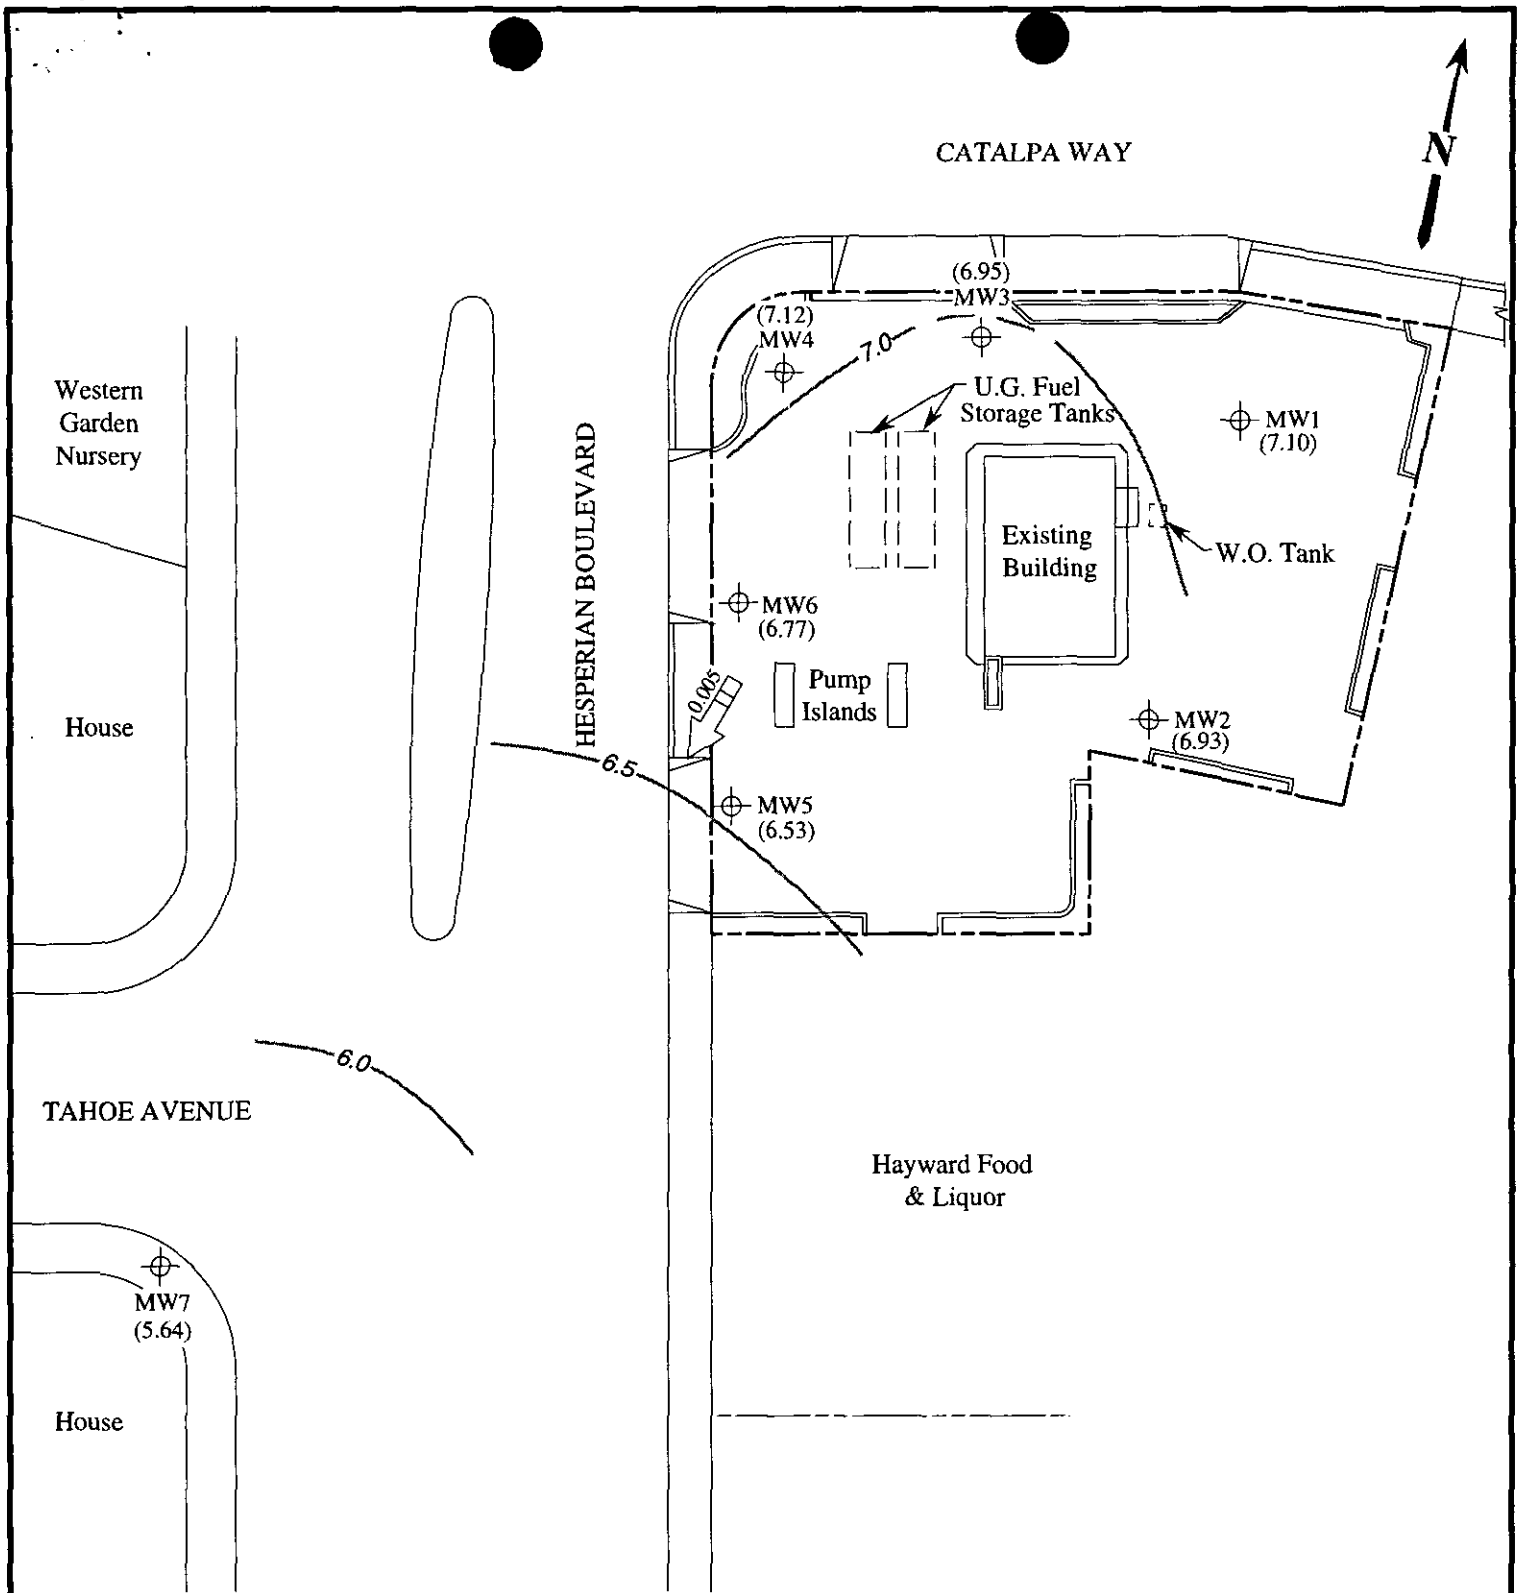 CATALPA WAY
N
(6.95)
MW3
(7.12)
MW4
7.0
U.G. Fuel
Storage Tanks
MW1
(7.10)
Western
Garden
Nursery
HESPERIAN BOULEVARD
Existing
Building
W.O. Tank
MW6
(6.77)
0.005
Pump
Islands
House
MW2
(6.93)
6.5
MW5
(6.53)
6.0
TAHOE AVENUE
Hayward Food
& Liquor
MW7
(5.64)
House